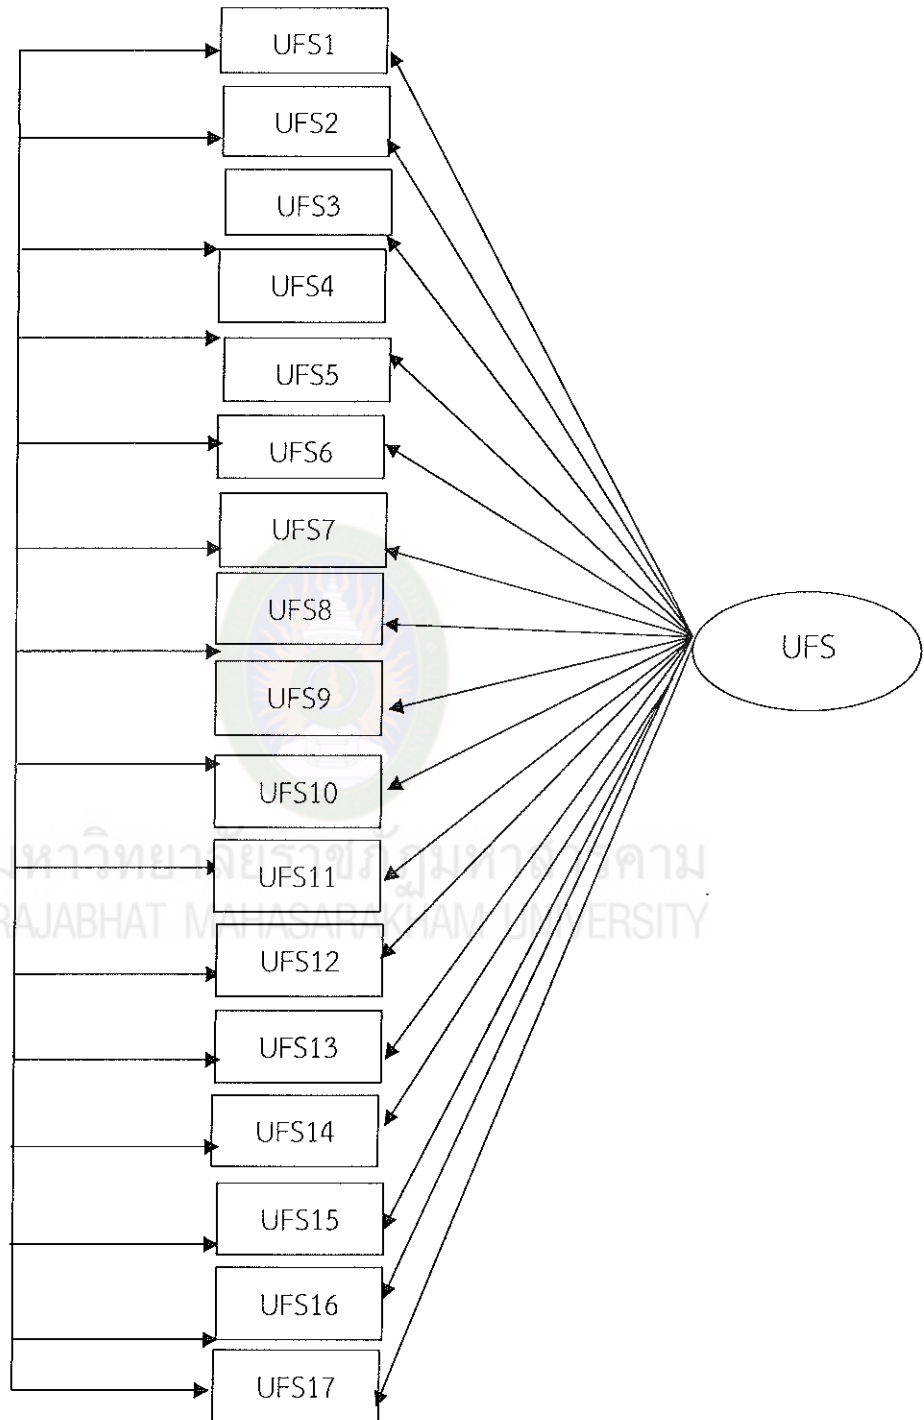 UFS1
UFS2
UFS3
UFS4
UFS5
UFS6
UFS7
UFS8
UFS
UFS9
UFS10
มหาวิทยาลัยราชภัฏมหาสารคาม
UFS11
RAJABHAT MAHASARAKHAM UNIVERSITY
UFS12
UFS13
UFS14
UFS15
UFS16
UFS17